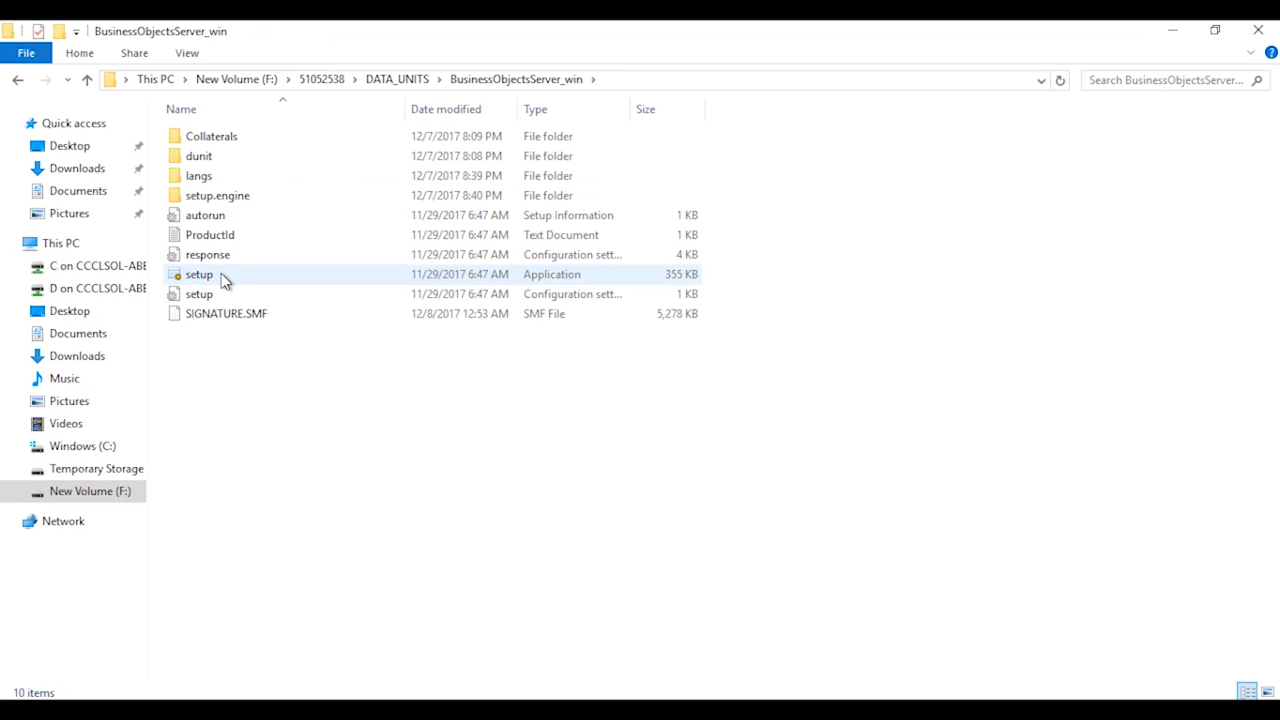 BusinessObjectsServer_win
File Home Share View
This PC New Volume (F:) 51052538 DATA_UNITS BusinessObjectsServer_win Search BusinessObjectsServer...
Name Date modified Type Size
Quick access
Desktop
Downloads
Documents
Pictures
This PC
C on CCCLSOL-ABE
D on CCCLSOL-ABE
Desktop
Documents
Downloads
Music
Pictures
Videos
Windows (C:)
Temporary Storage
New Volume (F:)
Network
Collaterals 12/7/2017 8:09 PM File folder
dunit 12/7/2017 8:08 PM File folder
langs 12/7/2017 8:39 PM File folder
setup.engine 12/7/2017 8:40 PM File folder
autorun 11/29/2017 6:47 AM Setup Information 1 KB
ProductId 11/29/2017 6:47 AM Text Document 1 KB
response 11/29/2017 6:47 AM Configuration sett... 4 KB
setup 11/29/2017 6:47 AM Application 355 KB
setup 11/29/2017 6:47 AM Configuration sett... 1 KB
SIGNATURE.SMF 12/8/2017 12:53 AM SMF File 5,278 KB
10 items